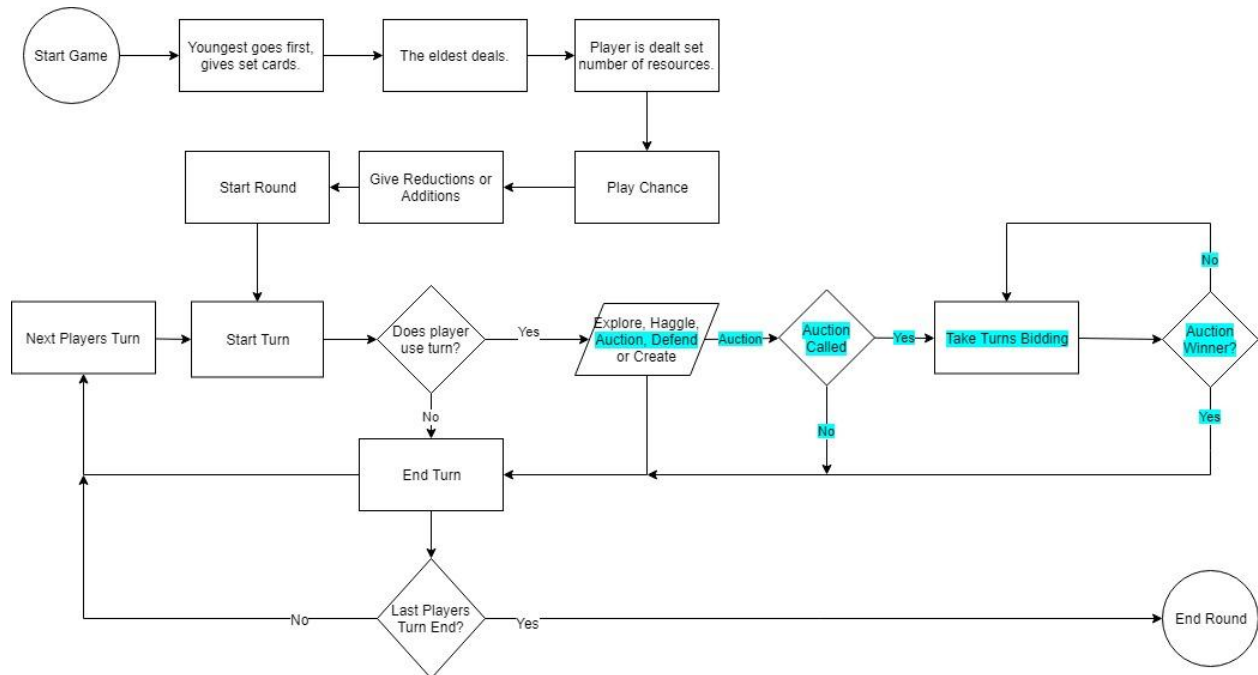 Start Game
Youngest goes first,
gives set cards.
The eldest deals.
Player is dealt set
number of resources.
Start Round
Give Reductions or
Additions
Play Chance
Next Players Turn
Start Turn
Does player
use turn?
Yes
Explore, Haggle,
Auction, Defend
or Create
Auction
Auction
Called
Yes
Take Turns Bidding
Auction
Winner?
No
No
No
Yes
End Turn
Last Players
Turn End?
No
Yes
End Round